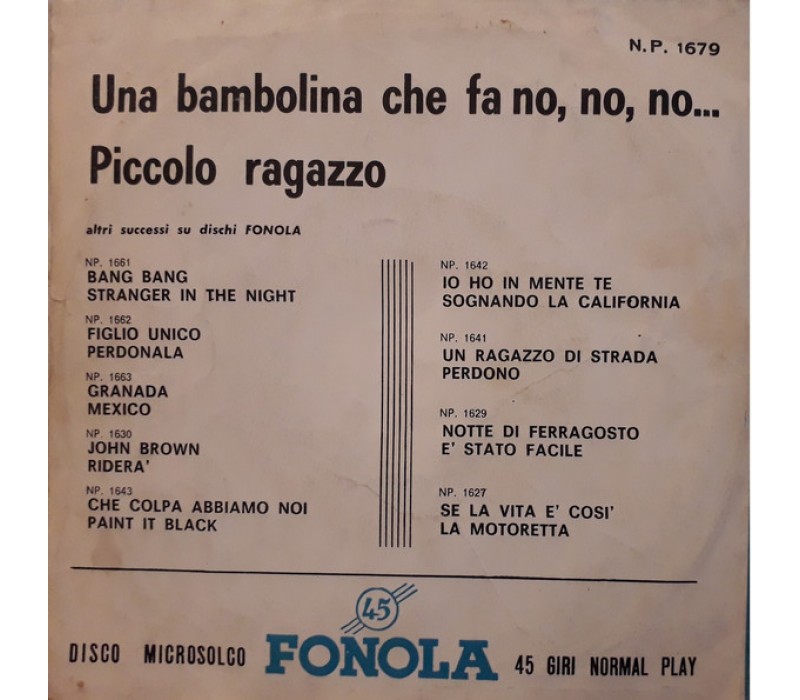 N.P. 1679
Una bambolina che fa no, no, no...
Piccolo ragazzo
altri successi su dischi FONOLA
NP. 1661
BANG BANG
STRANGER IN THE NIGHT
NP. 1662
FIGLIO UNICO
PERDONALA
NP. 1663
GRANADA
MEXICO
NP. 1630
JOHN BROWN
RIDERA'
NP. 1643
CHE COLPA ABBIAMO NOI
PAINT IT BLACK
NP. 1642
IO HO IN MENTE TE
SOGNANDO LA CALIFORNIA
NP. 1641
UN RAGAZZO DI STRADA
PERDONO
NP. 1629
NOTTE DI FERRAGOSTO
E' STATO FACILE
NP. 1627
SE LA VITA E' COSI'
LA MOTORETTA
45
DISCO MICROSOLCO FONOLA 45 GIRI NORMAL PLAY